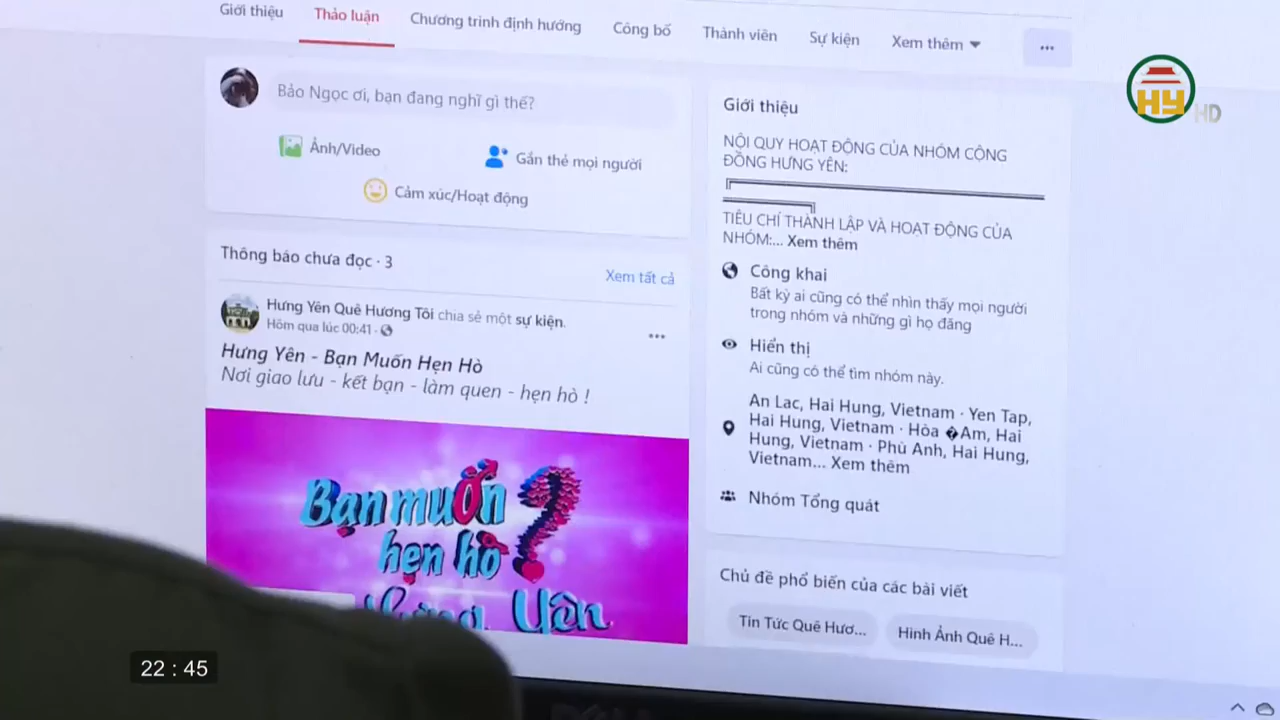 Giới thiệu
Thảo luận
Chương trình định hướng
Công bố
Thành viên
Sự kiện
Xem thêm
HY HD
Bảo Ngọc ơi, bạn đang nghĩ gì thế?
Ảnh/Video
Gắn thẻ mọi người
Cảm xúc/Hoạt động
Thông báo chưa đọc · 3
Xem tất cả
Hưng Yên Quê Hương Tôi chia sẻ một sự kiện.
Hôm qua lúc 00:41 ·
Hưng Yên - Bạn Muốn Hẹn Hò
Nơi giao lưu - kết bạn - làm quen - hẹn hò !
Bạn muốn
hẹn hò ?
Yên
Giới thiệu
NỘI QUY HOẠT ĐỘNG CỦA NHÓM CỘNG
ĐỒNG HƯNG YÊN:
TIÊU CHÍ THÀNH LẬP VÀ HOẠT ĐỘNG CỦA
NHÓM:... Xem thêm
Công khai
Bất kỳ ai cũng có thể nhìn thấy mọi người
trong nhóm và những gì họ đăng
Hiển thị
Ai cũng có thể tìm nhóm này.
An Lac, Hai Hung, Vietnam · Yen Tap,
Hai Hung, Vietnam · Hòa �Am, Hai
Hung, Vietnam · Phù Anh, Hai Hung,
Vietnam... Xem thêm
Nhóm Tổng quát
Chủ đề phổ biến của các bài viết
Tin Tức Quê Hươ...
Hình Ảnh Quê H...
22 : 45